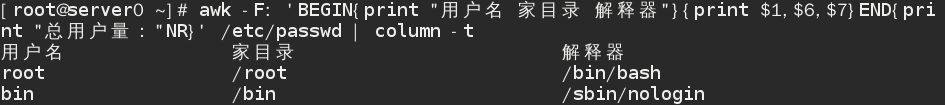 [root@server0 ~]# awk -F: 'BEGIN{print "用户名 家目录 解释器"}{print $1,$6,$7}END{pri
nt "总用户量："NR}' /etc/passwd | column -t
用户名 家目录 解释器
root /root /bin/bash
bin /bin /sbin/nologin